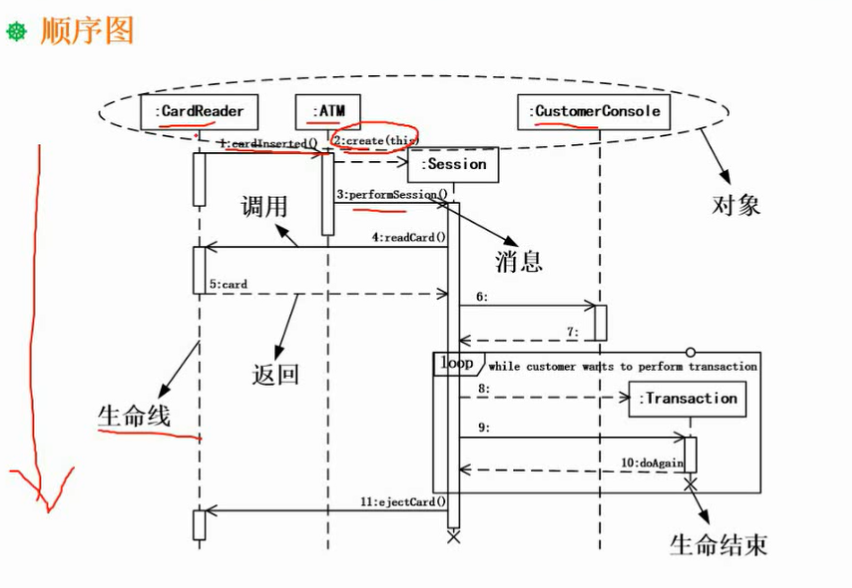 顺序图
:CardReader
:ATM
:CustomerConsole
1:cardInserted()
2:create(this)
:Session
对象
3:performSession()
调用
4:readCard()
消息
5:card
6:
7:
返回
loop
while customer wants to perform transaction
8:
:Transaction
生命线
9:
10:doAgain
11:ejectCard()
生命结束